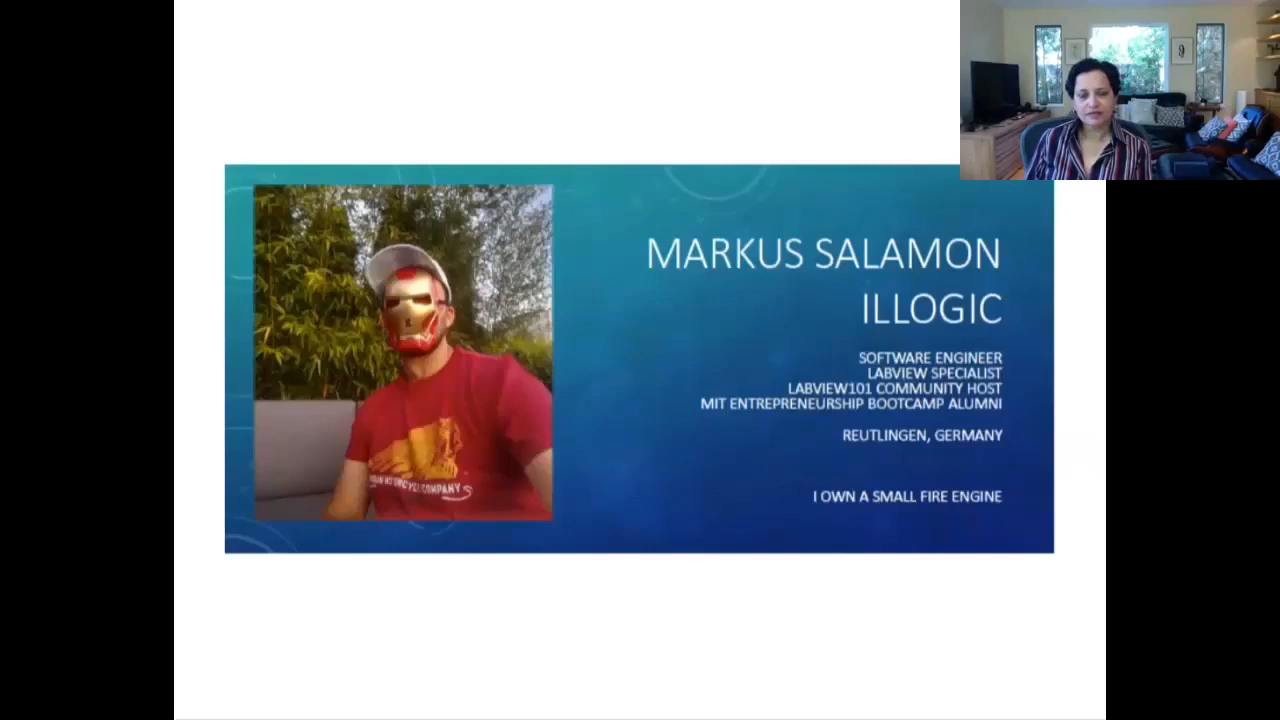 MARKUS SALAMON
ILLOGIC
SOFTWARE ENGINEER
LABVIEW SPECIALIST
LABVIEW101 COMMUNITY HOST
MIT ENTREPRENEURSHIP BOOTCAMP ALUMNI
REUTLINGEN, GERMANY
I OWN A SMALL FIRE ENGINE
COMPANY